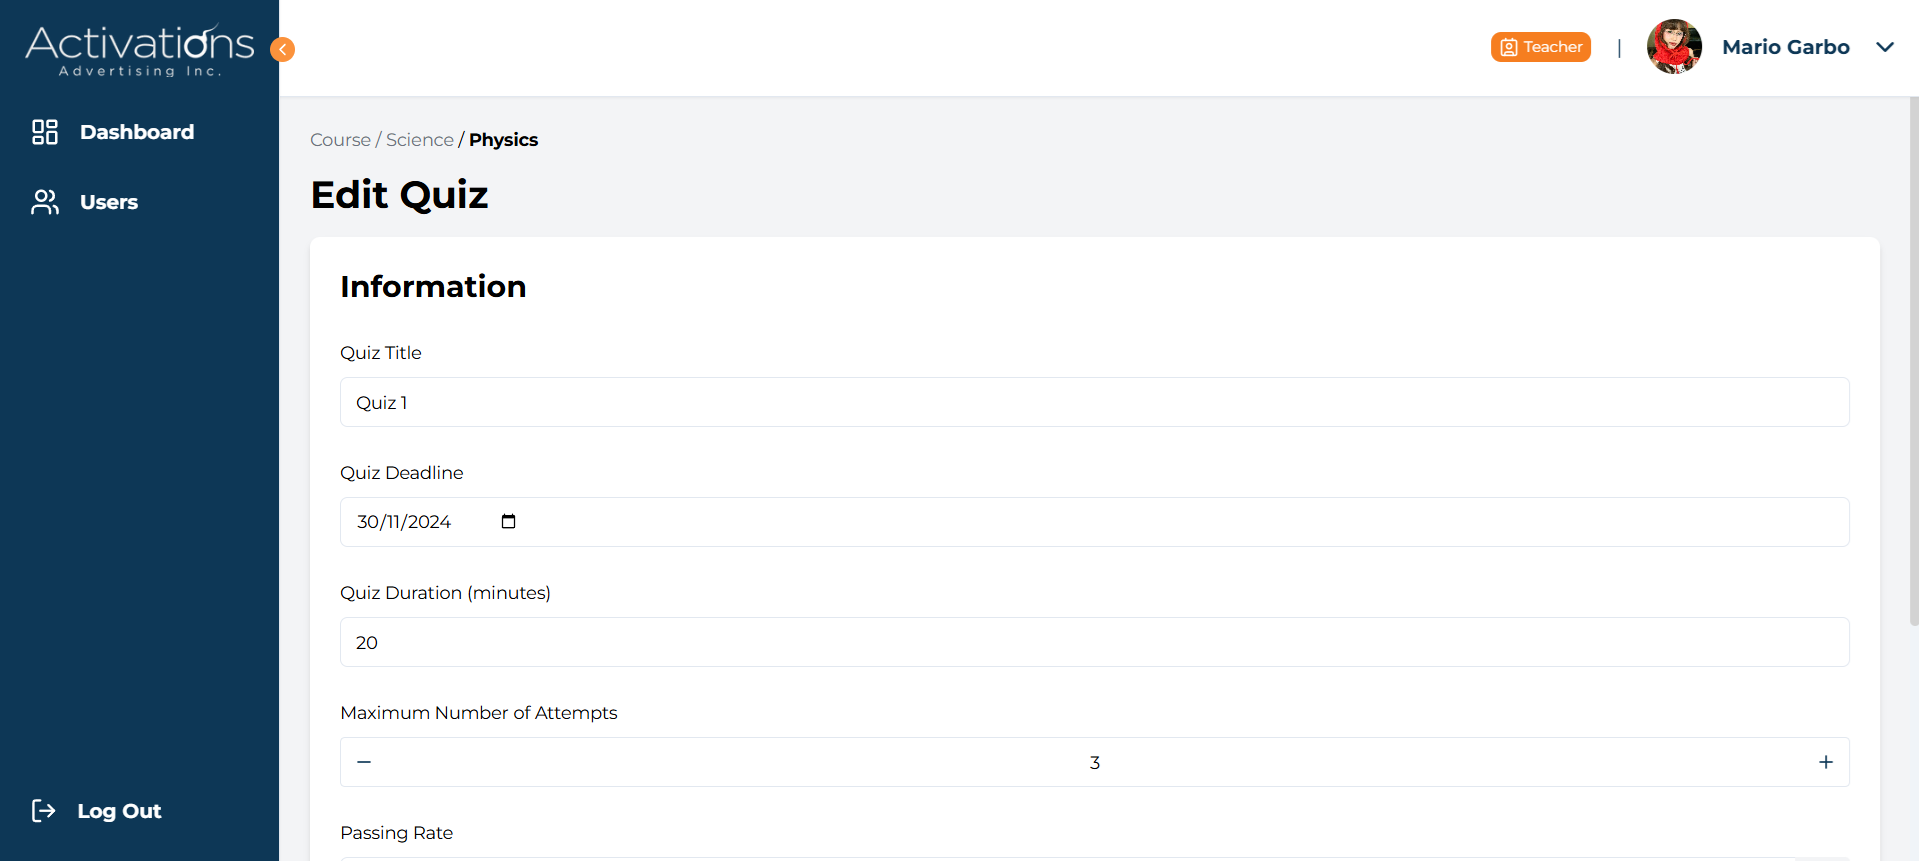 Activations
Advertising Inc.
Teacher
|
Mario Garbo
Dashboard
Users
Log Out
Course / Science / Physics
Edit Quiz
Information
Quiz Title
Quiz 1
Quiz Deadline
30/11/2024
Quiz Duration (minutes)
20
Maximum Number of Attempts
− 3 +
Passing Rate